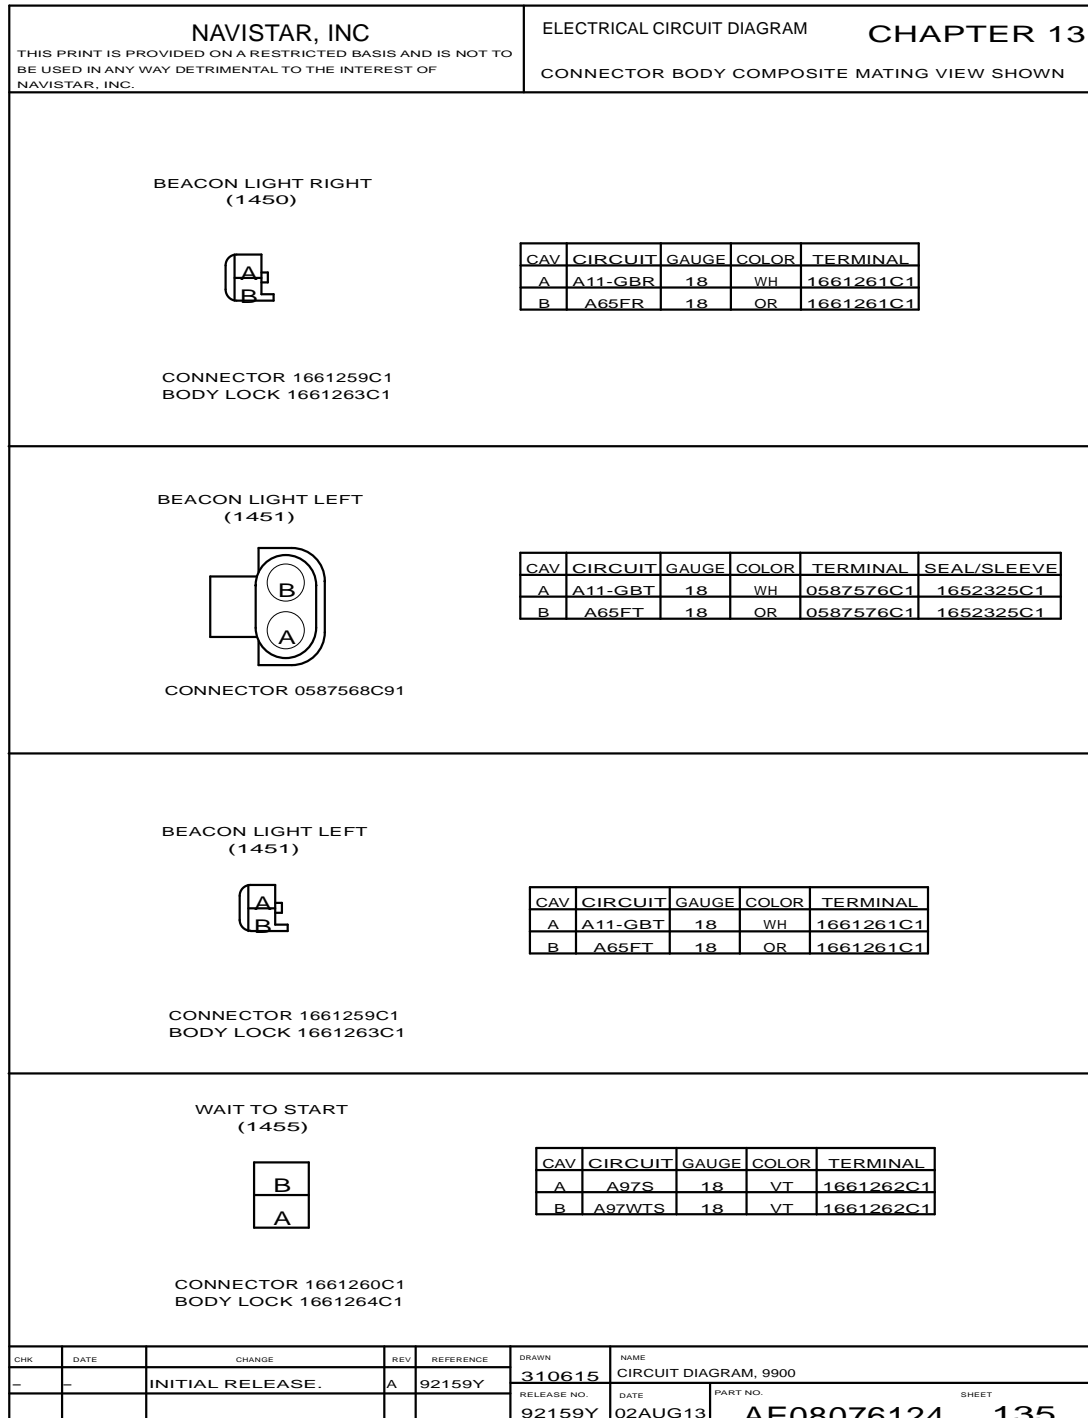 NAVISTAR, INC
THIS PRINT IS PROVIDED ON A RESTRICTED BASIS AND IS NOT TO
BE USED IN ANY WAY DETRIMENTAL TO THE INTEREST OF
NAVISTAR, INC.
ELECTRICAL CIRCUIT DIAGRAM CHAPTER 13
CONNECTOR BODY COMPOSITE MATING VIEW SHOWN
BEACON LIGHT RIGHT
(1450)
A
B
CONNECTOR 1661259C1
BODY LOCK 1661263C1
CAV CIRCUIT GAUGE COLOR TERMINAL
A A11-GBR 18 WH 1661261C1
B A65FR 18 OR 1661261C1
BEACON LIGHT LEFT
(1451)
B
A
CONNECTOR 0587568C91
CAV CIRCUIT GAUGE COLOR TERMINAL SEAL/SLEEVE
A A11-GBT 18 WH 0587576C1 1652325C1
B A65FT 18 OR 0587576C1 1652325C1
BEACON LIGHT LEFT
(1451)
A
B
CONNECTOR 1661259C1
BODY LOCK 1661263C1
CAV CIRCUIT GAUGE COLOR TERMINAL
A A11-GBT 18 WH 1661261C1
B A65FT 18 OR 1661261C1
WAIT TO START
(1455)
B
A
CONNECTOR 1661260C1
BODY LOCK 1661264C1
CAV CIRCUIT GAUGE COLOR TERMINAL
A A97S 18 VT 1661262C1
B A97WTS 18 VT 1661262C1
CHK DATE CHANGE REV REFERENCE
– – INITIAL RELEASE. A 92159Y
DRAWN NAME
310615 CIRCUIT DIAGRAM, 9900
RELEASE NO. DATE PART NO. SHEET
92159Y 02AUG13 AE08076124 135